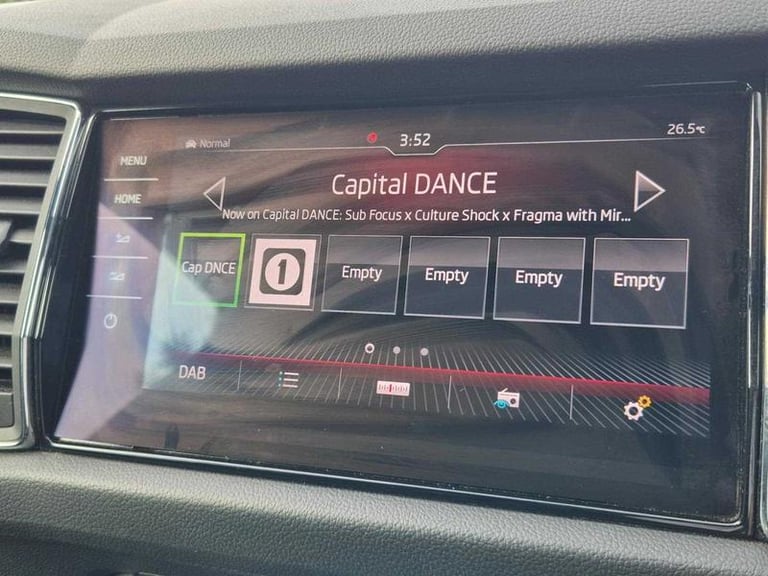 Normal
3:52
26.5°C
MENU
HOME
Capital DANCE
Now on Capital DANCE: Sub Focus x Culture Shock x Fragma with Mir...
Cap DNCE
1
Empty
Empty
Empty
Empty
DAB